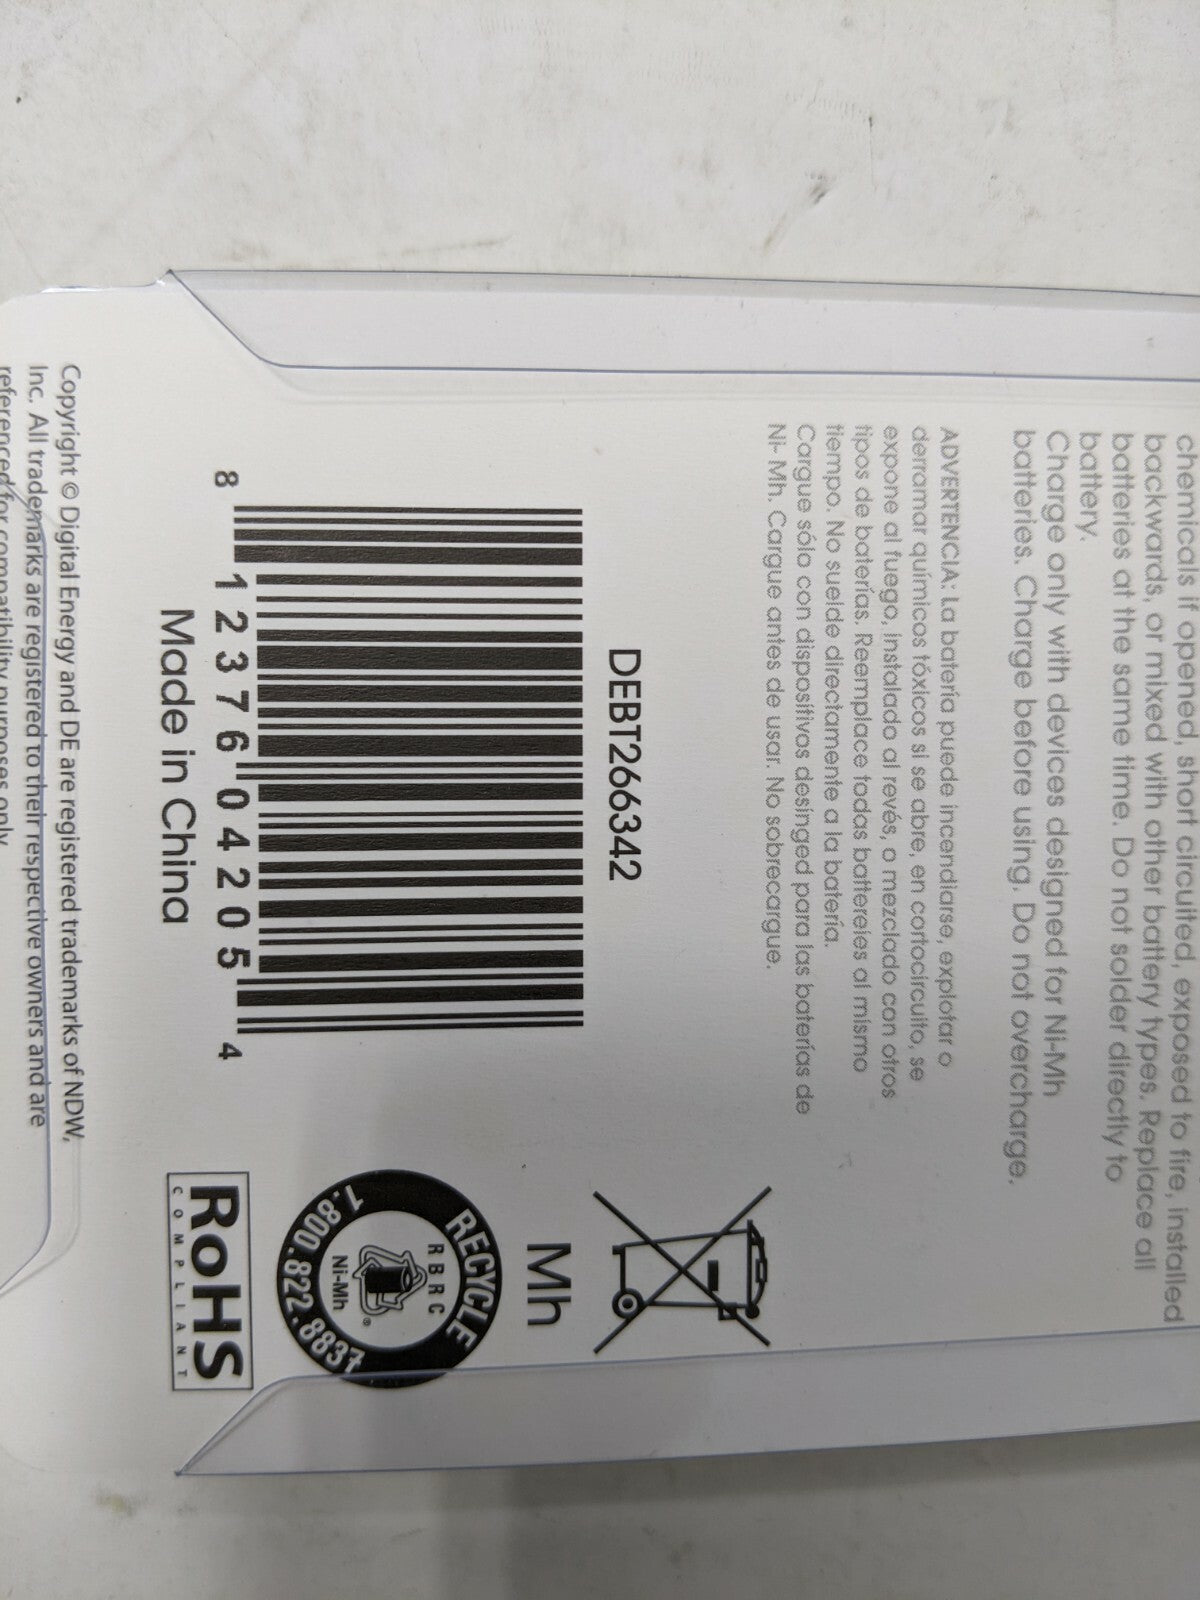 chemicals if opened, short circuited, exposed to fire, installed
backwards, or mixed with other battery types. Replace all
batteries at the same time. Do not solder directly to
battery.
Charge only with devices designed for Ni-Mh
batteries. Charge before using. Do not overcharge.
ADVERTENCIA: La batería puede incendiarse, explotar o
derramar químicos tóxicos si se abre, en cortocircuito, se
expone al fuego, instalado al revés, o mezclado con otros
tipos de baterías. Reemplace todas battereies al mismo
tiempo. No suelde directamente a la batería.
Cargue sólo con dispositivos desinged para las baterías de
Ni- Mh. Cargue antes de usar. No sobrecargue.
DEBT266342
8 12376 04205 4
Made in China
Mh
RECYCLE
RBRC
Ni-Mh
®
1.800.822.8837
RoHS
COMPLIANT
Copyright © Digital Energy and DE are registered trademarks of NDW,
Inc. All trademarks are registered to their respective owners and are
referenced for compatibility purposes only